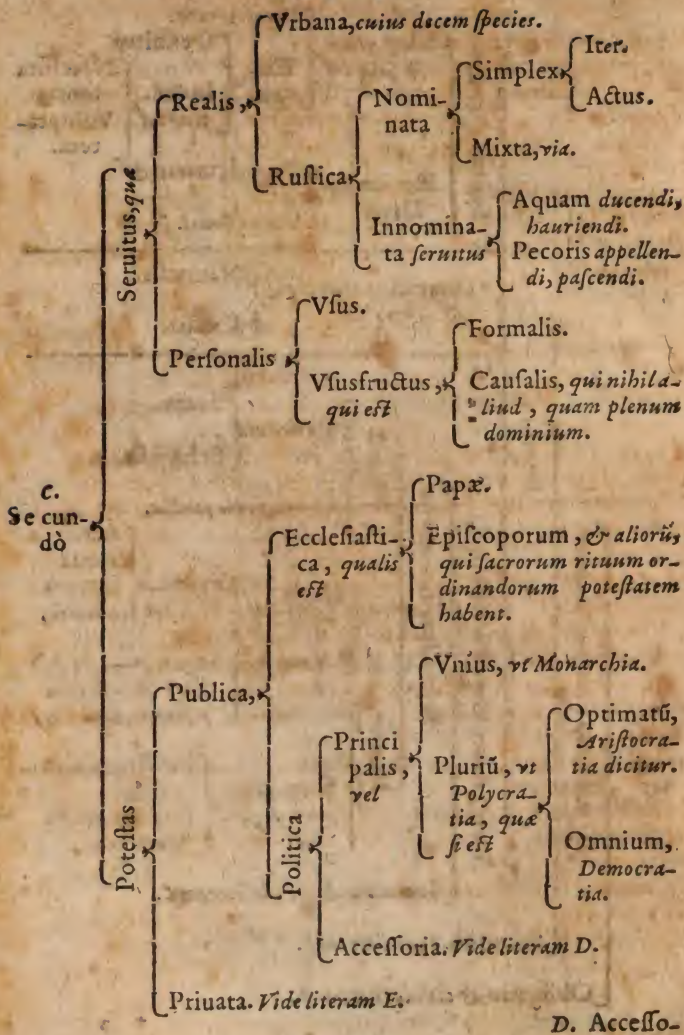 Vrbana, cuius decem species.
Realis,
Iter.
Simplex
Actus.
Nomi-
nata
Mixta, via.
Rustica
Aquam ducendi,
hauriendi.
Innomina-
ta seruitus
Pecoris appellen-
di, pascendi.
Seruitus, quæ
Vsus.
Personalis
Vsusfructus,
qui est
Formalis.
Causalis, qui nihil a-
liud, quam plenum
dominium.
C.
Secun-
dò
Papæ.
Ecclesiasti-
ca, qualis
est
Episcoporum, & aliorũ,
qui sacrorum rituum or-
dinandorum potestatem
habent.
Publica,
Vnius, vt Monarchia.
Princi
palis,
vel
Optimatũ,
Aristocra-
tia dicitur.
Pluriũ, vt
Polycra-
tia, quæ
si est
Omnium,
Democra-
tia.
Politica
Accessoria. Vide literam D.
Potestas
Priuata. Vide literam E.
D. Accesso-